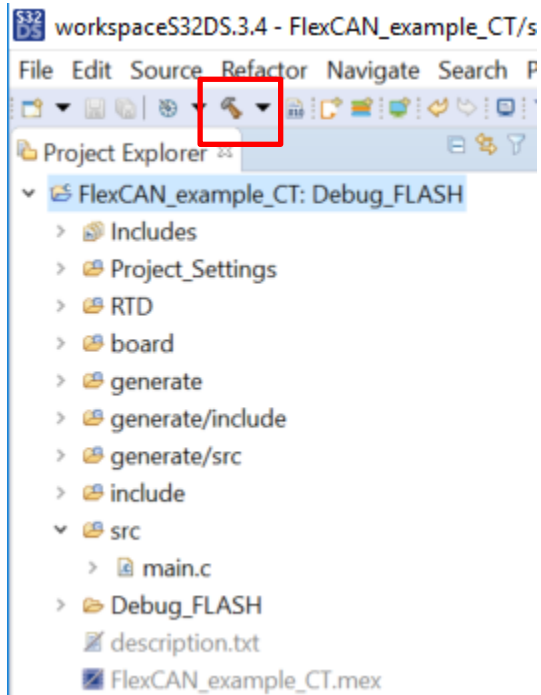 S32
DS workspaceS32DS.3.4 - FlexCAN_example_CT/s
File Edit Source Refactor Navigate Search P
010
Project Explorer
FlexCAN_example_CT: Debug_FLASH
Includes
Project_Settings
RTD
board
generate
generate/include
generate/src
include
src
main.c
Debug_FLASH
description.txt
FlexCAN_example_CT.mex